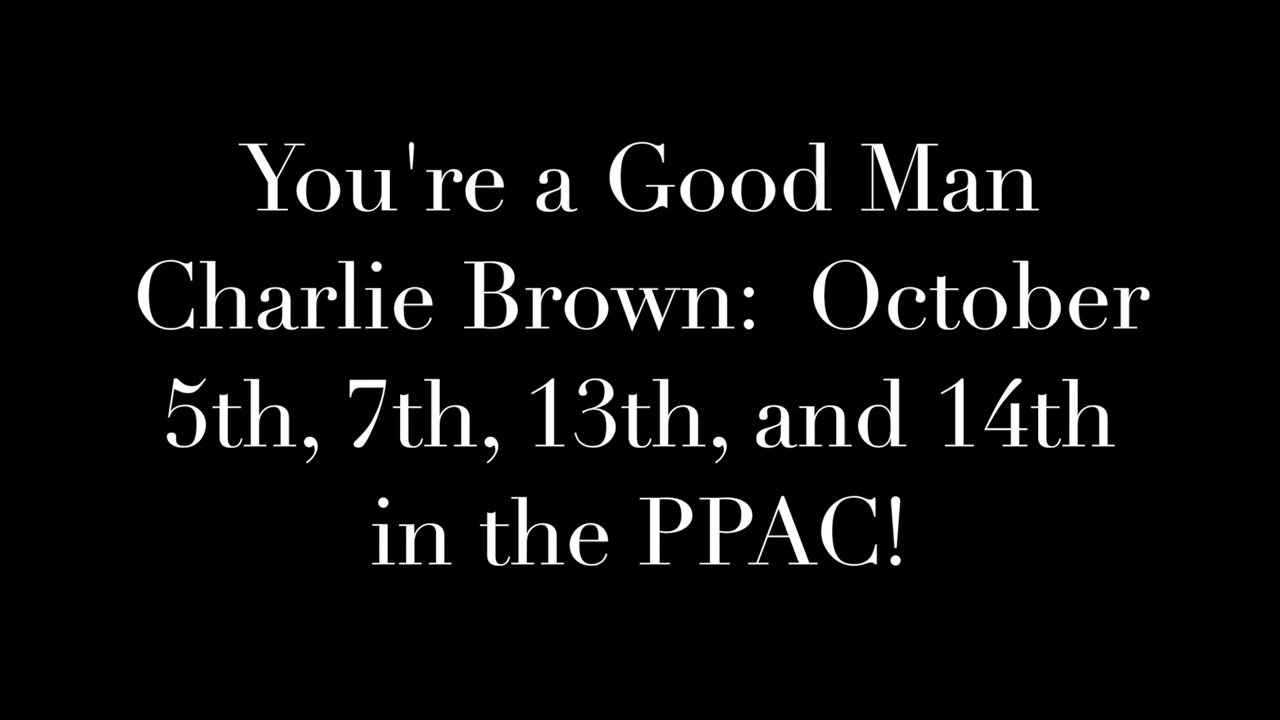 You're a Good Man
Charlie Brown:  October
5th, 7th, 13th, and 14th
in the PPAC!